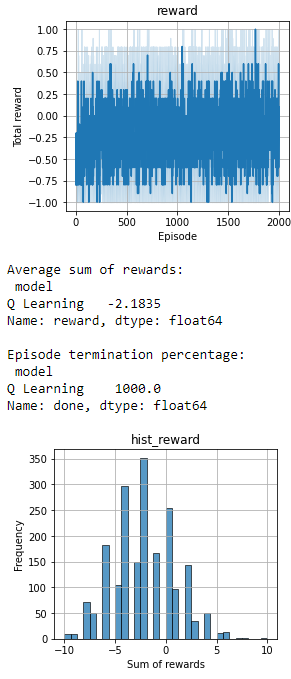 reward
1.00
0.75
0.50
0.25
0.00
−0.25
−0.50
−0.75
−1.00
Total reward
0 500 1000 1500 2000
Episode
Average sum of rewards:
model
Q Learning -2.1835
Name: reward, dtype: float64
Episode termination percentage:
model
Q Learning 1000.0
Name: done, dtype: float64
hist_reward
350
300
250
200
150
100
50
0
Frequency
−10 −5 0 5 10
Sum of rewards